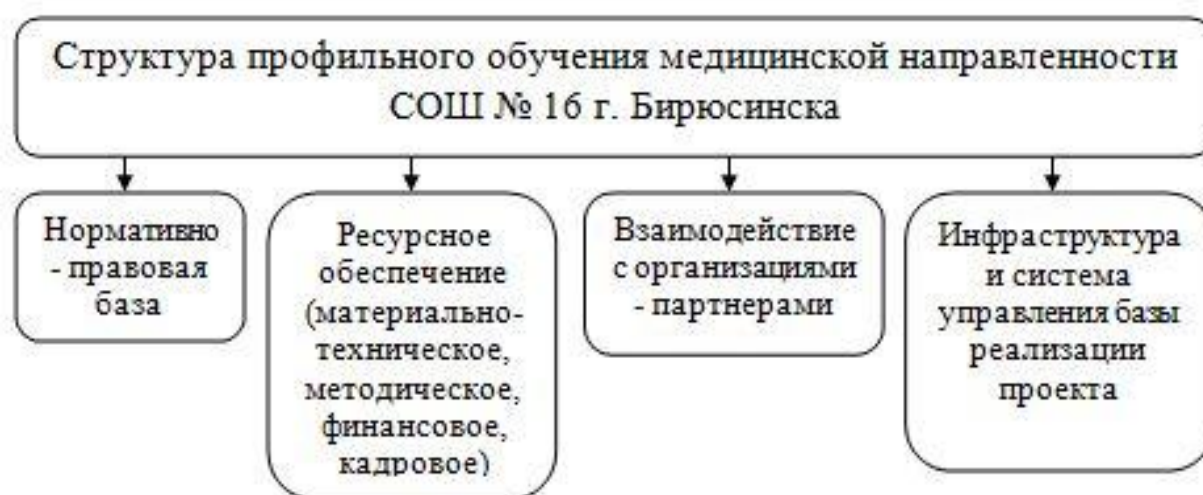 Структура профильного обучения медицинской направленности
СОШ № 16 г. Бирюсинска
Нормативно
- правовая
база
Ресурсное
обеспечение
(материально-
техническое,
методическое,
финансовое,
кадровое)
Взаимодействие
с организациями
- партнерами
Инфраструктура
и система
управления базы
реализации
проекта